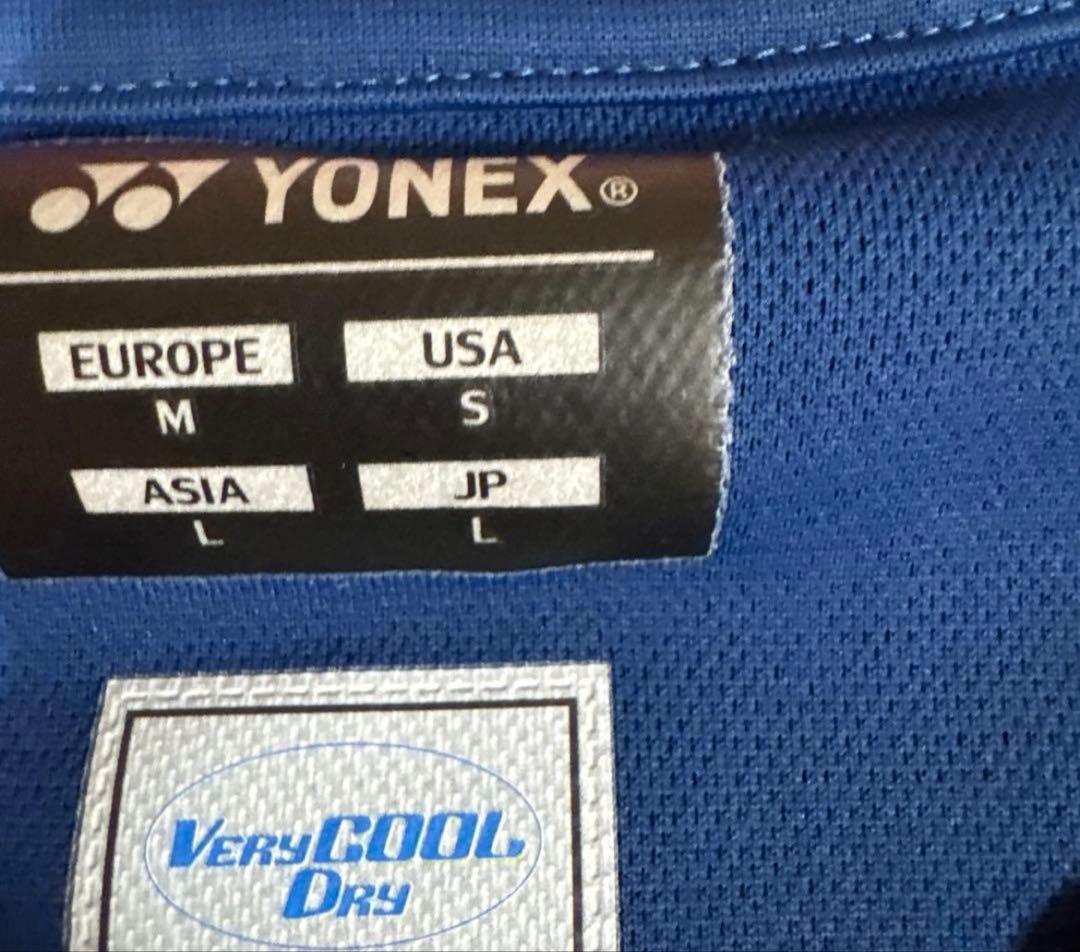 YONEX®
EUROPE USA
M S
ASIA JP
L L
VERYCOOL
DRY